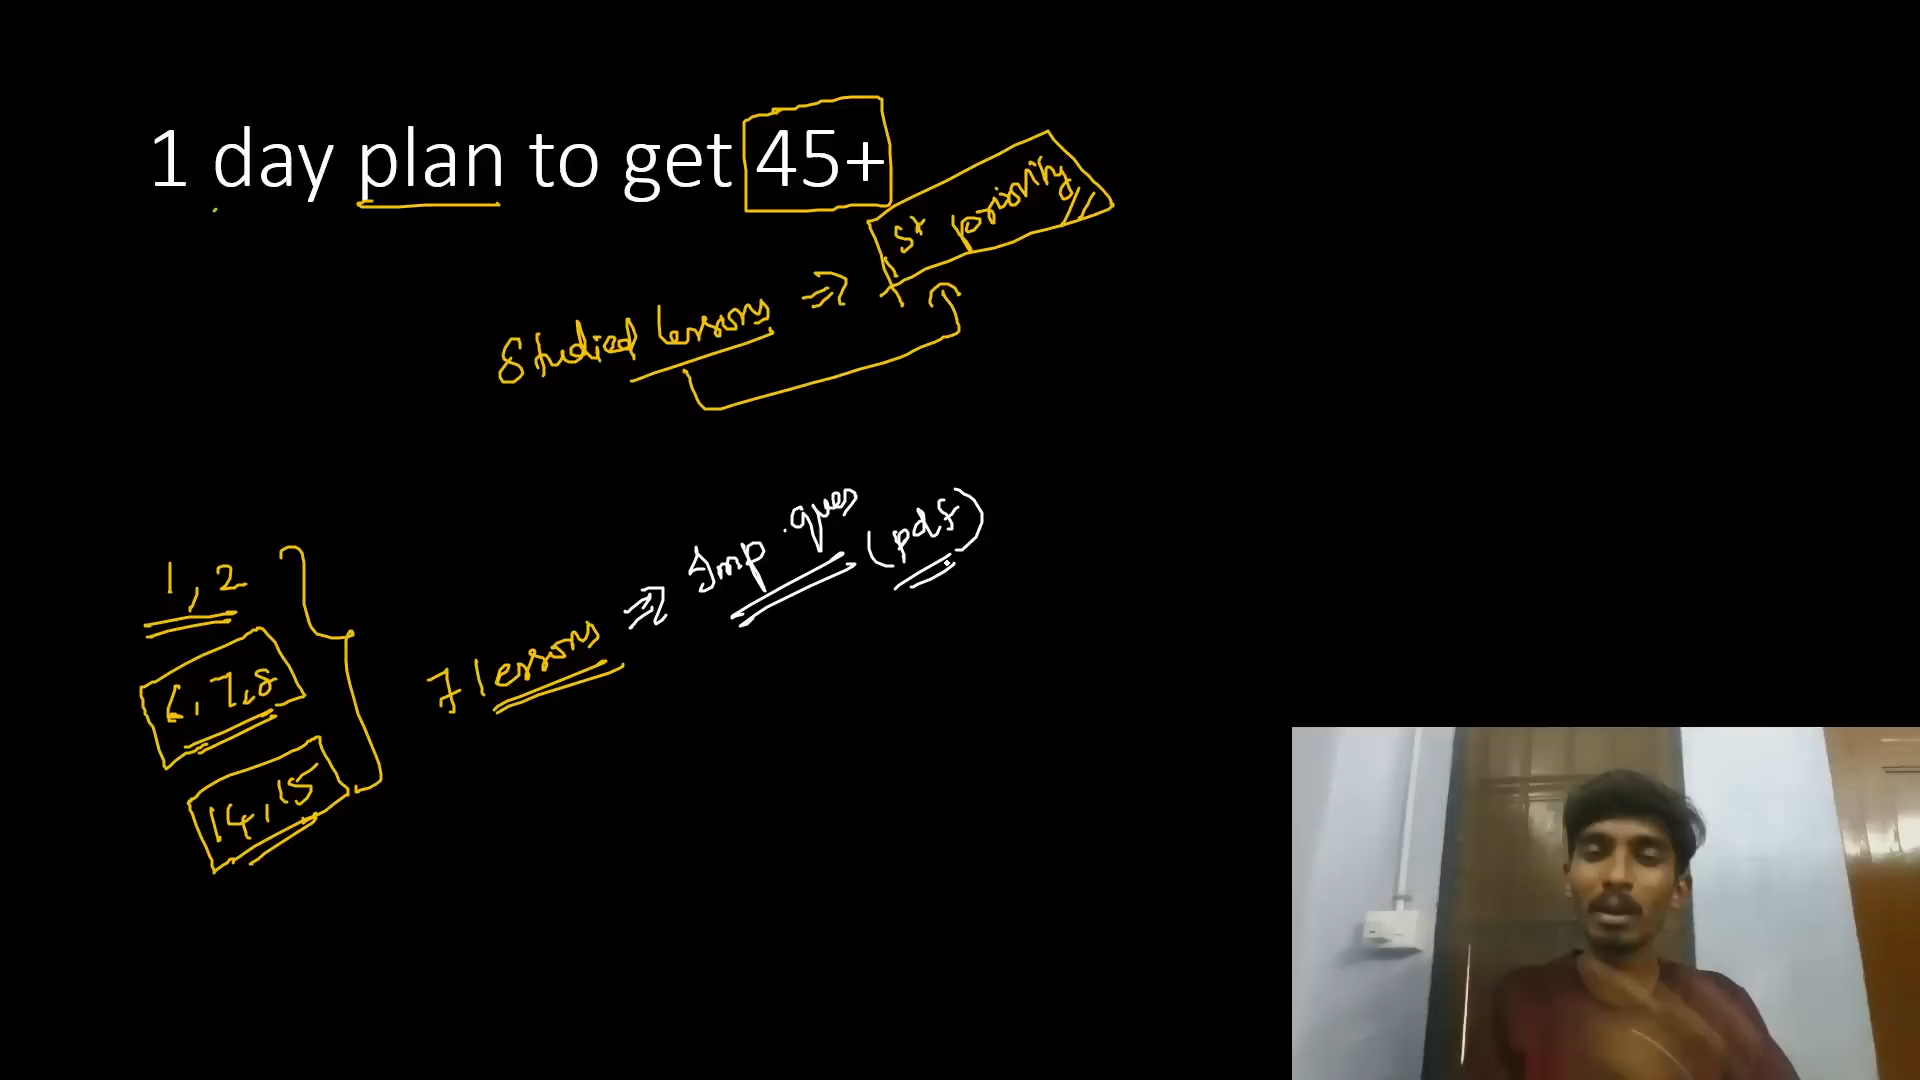 1 day plan to get 45+
Studied lessons ⇒ 1st priority
1, 2
6, 7, 8
14, 15
7 lessons ⇒ Imp. ques (pdf)